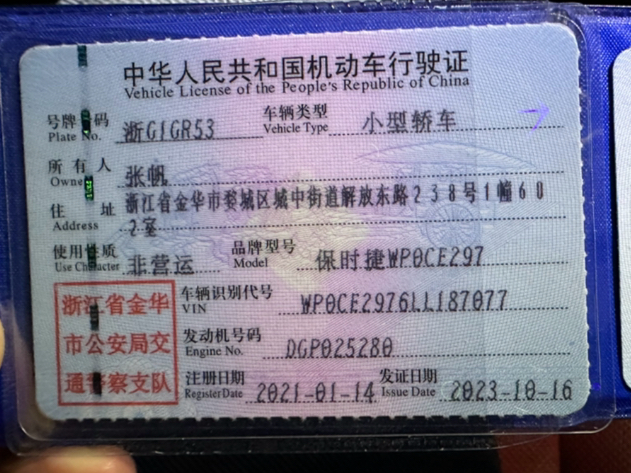 中华人民共和国机动车行驶证
Vehicle License of the People's Republic of China
号牌号码 浙G1GR53 车辆类型 小型轿车
Plate No. Vehicle Type
所有人 张帆
Owner
住址 浙江省金华市婺城区城中街道解放东路238号1幢60
Address 2室
使用性质 非营运 品牌型号 保时捷WP0CE297
Use Character Model
浙江省金华
市公安局交
通警察支队
车辆识别代号 WP0CE2976LL187077
VIN
发动机号码 DGP025280
Engine No.
注册日期 2021-01-14 发证日期 2023-10-16
Register Date Issue Date